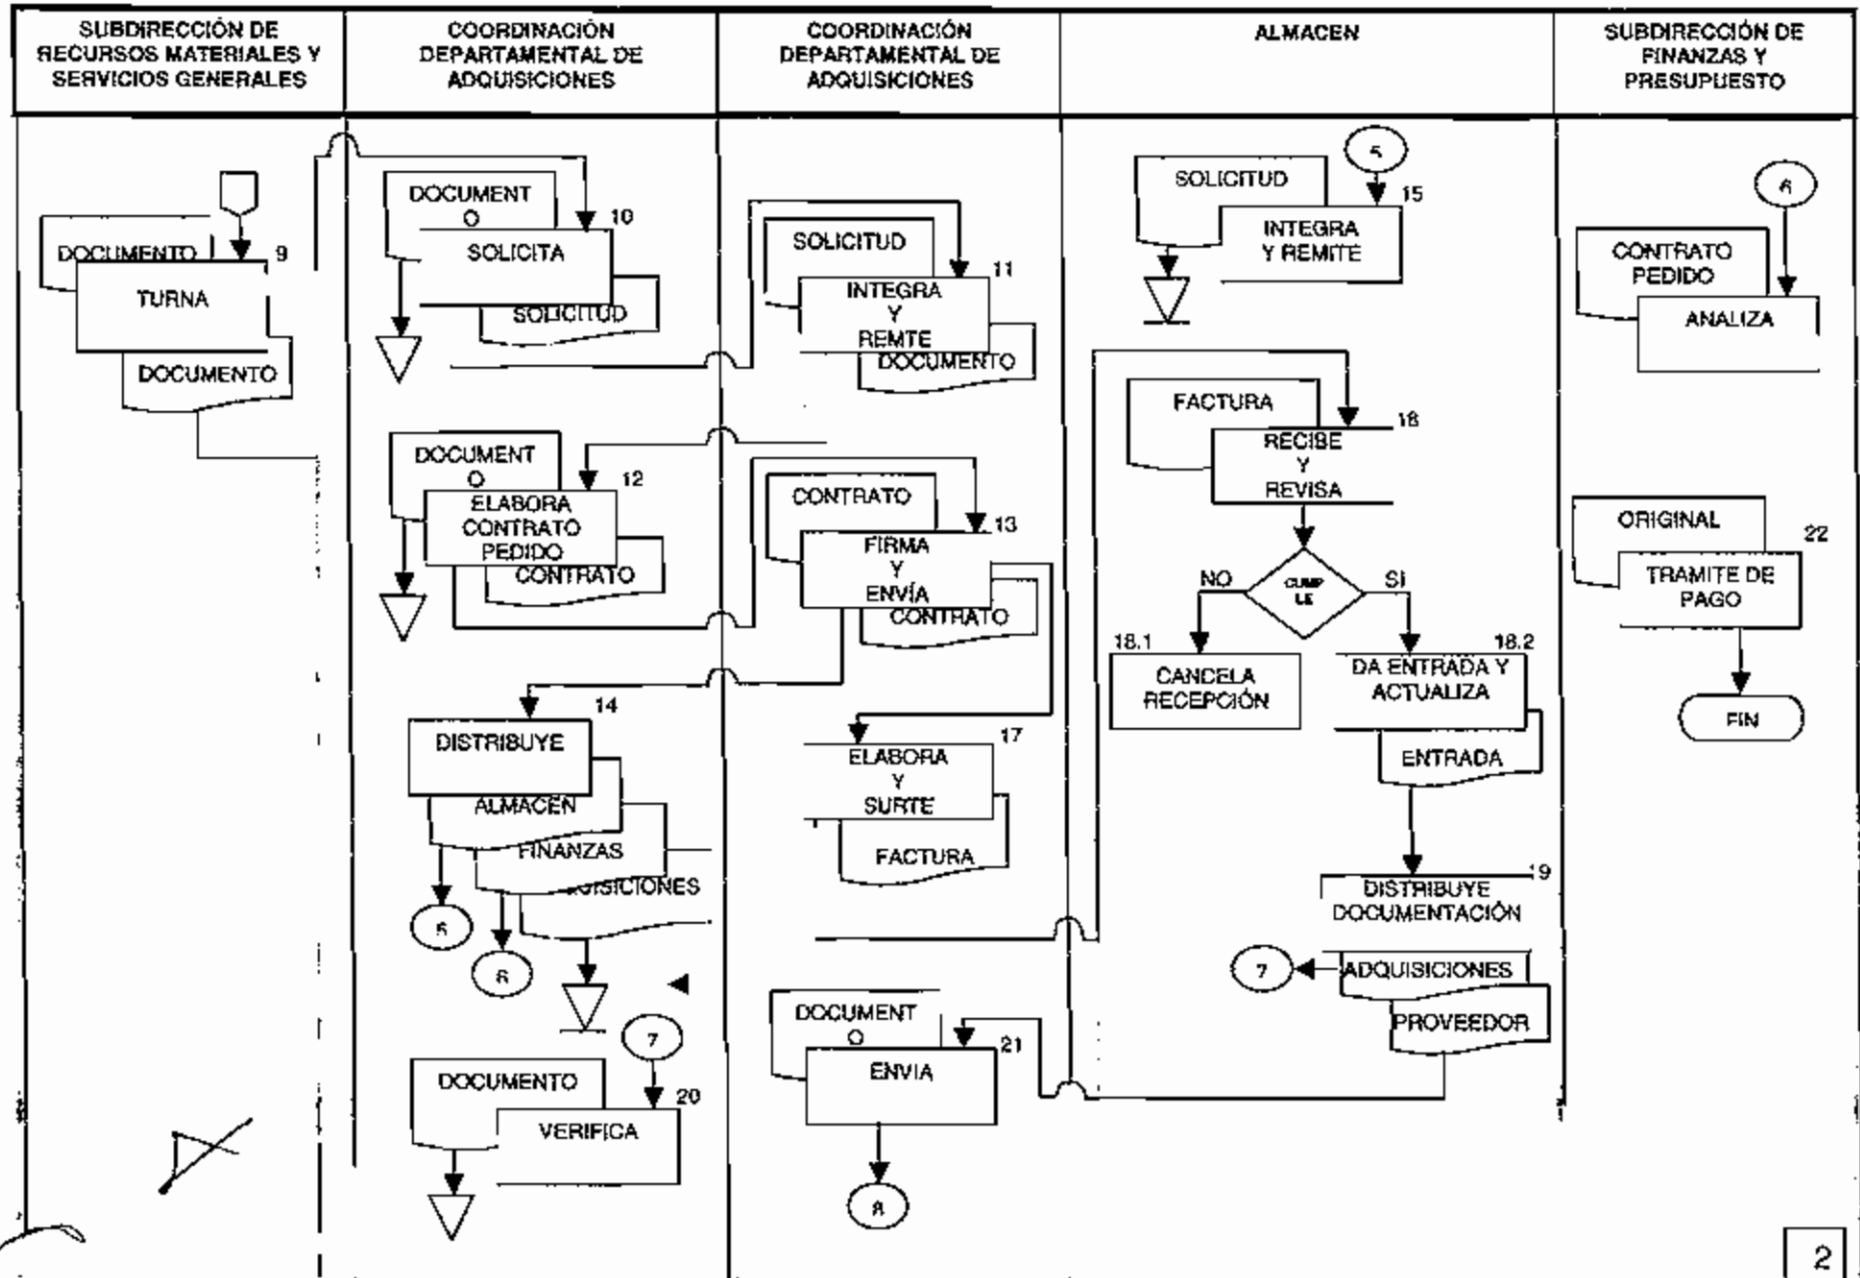 SUBDIRECCIÓN DE
RECURSOS MATERIALES Y
SERVICIOS GENERALES
COORDINACIÓN
DEPARTAMENTAL DE
ADQUISICIONES
COORDINACIÓN
DEPARTAMENTAL DE
ADQUISICIONES
ALMACEN
SUBDIRECCIÓN DE
FINANZAS Y
PRESUPUESTO
DOCUMENTO
9
TURNA
DOCUMENTO
DOCUMENT
O
10
SOLICITA
SOLICITUD
DOCUMENT
O
12
ELABORA
CONTRATO
PEDIDO
CONTRATO
14
DISTRIBUYE
ALMACEN
FINANZAS
5
6
7
DOCUMENTO
20
VERIFICA
SOLICITUD
11
INTEGRA
Y
REMTE
DOCUMENTO
CONTRATO
13
FIRMA
Y
ENVÍA
CONTRATO
17
ELABORA
Y
SURTE
FACTURA
DOCUMENT
O
21
ENVIA
8
5
SOLICITUD
15
INTEGRA
Y REMITE
FACTURA
18
RECIBE
Y
REVISA
CUMP
LE
NO
SI
18.1
CANCELA
RECEPCIÓN
18.2
DA ENTRADA Y
ACTUALIZA
ENTRADA
19
DISTRIBUYE
DOCUMENTACIÓN
7
ADQUISICIONES
PROVEEDOR
6
CONTRATO
PEDIDO
ANALIZA
ORIGINAL
22
TRAMITE DE
PAGO
FIN
2